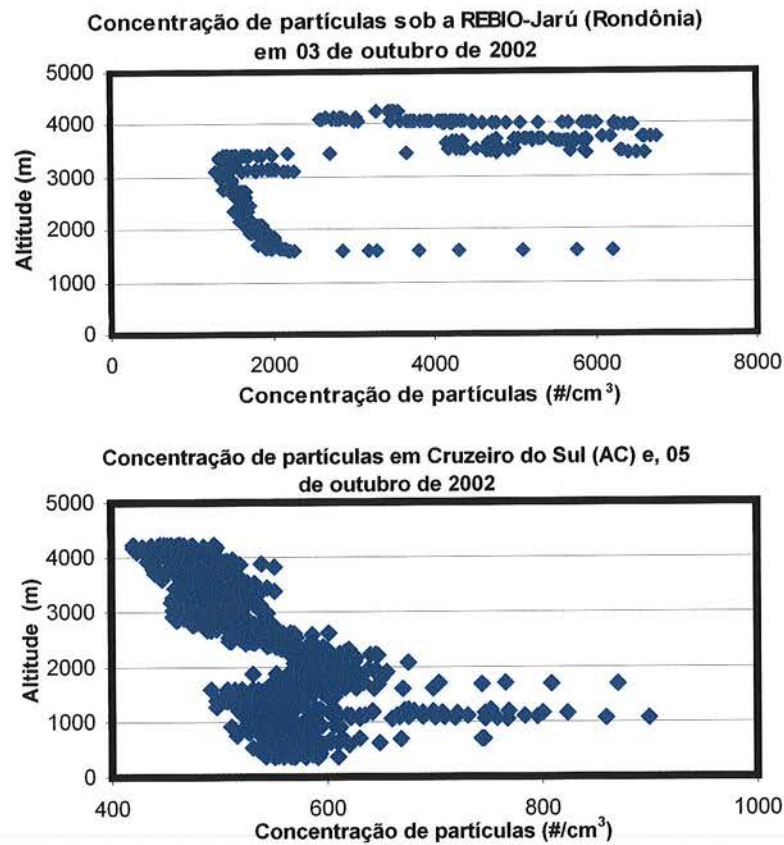 Concentração de partículas sob a REBIO-Jarú (Rondônia)
em 03 de outubro de 2002
5000
4000
3000
2000
1000
0
Altitude (m)
0 2000 4000 6000 8000
Concentração de partículas (#/cm³)
Concentração de partículas em Cruzeiro do Sul (AC) e, 05
de outubro de 2002
5000
4000
3000
2000
1000
0
Altitude (m)
400 600 800 1000
Concentração de partículas (#/cm³)